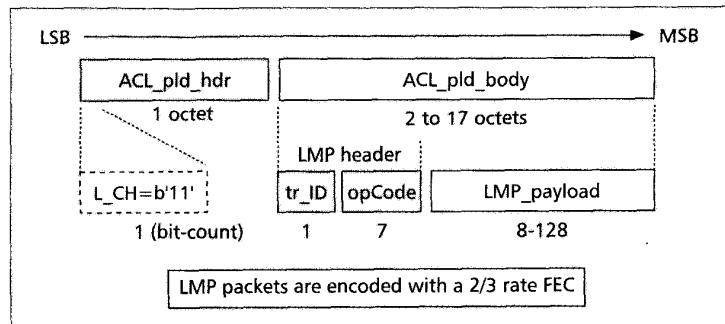 LSB MSB
ACL_pld_hdr ACL_pld_body
1 octet 2 to 17 octets
LMP header
L_CH=b'11' tr_ID opCode LMP_payload
1 (bit-count) 1 7 8-128
LMP packets are encoded with a 2/3 rate FEC